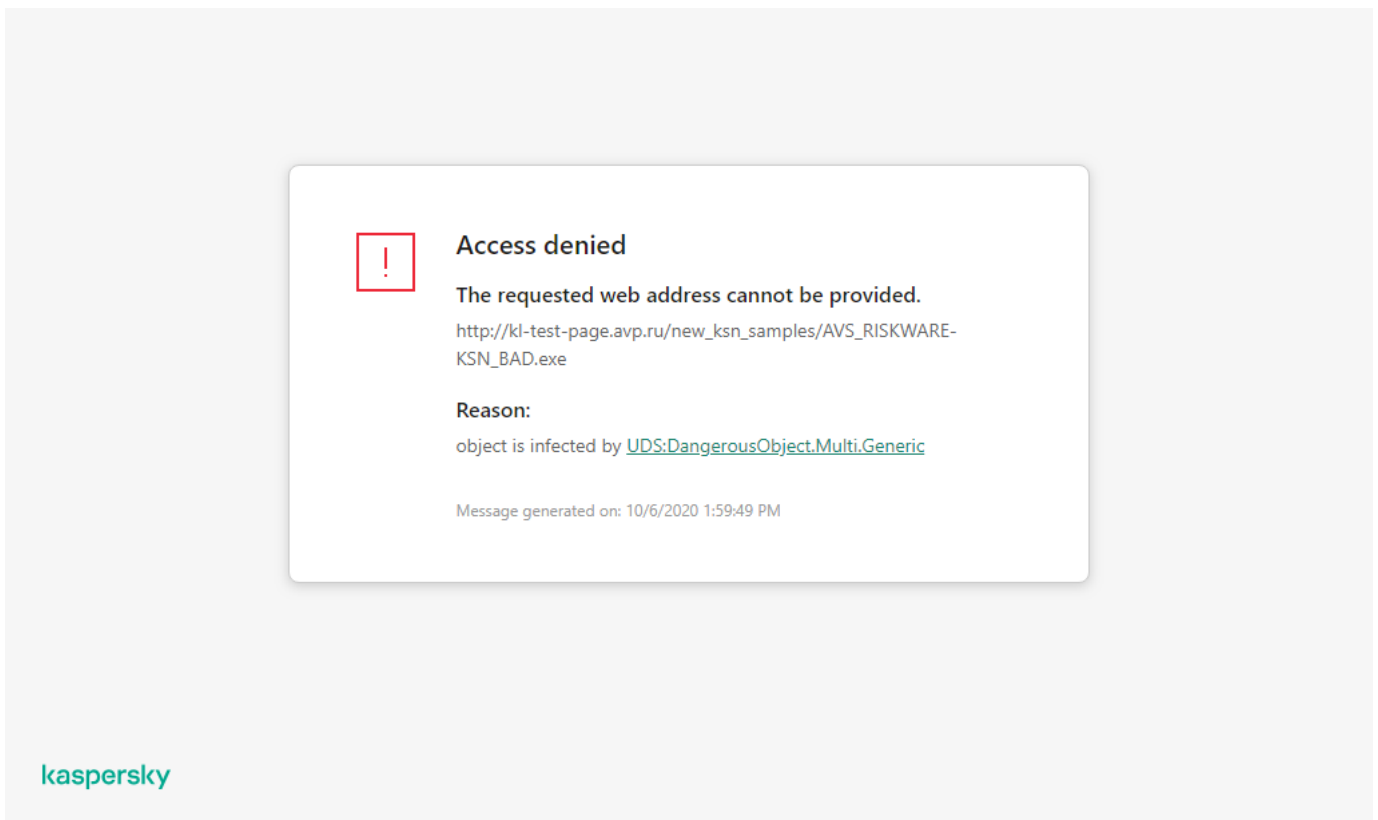 !
Access denied
The requested web address cannot be provided.
http://kl-test-page.avp.ru/new_ksn_samples/AVS_RISKWARE-
KSN_BAD.exe
Reason:
object is infected by UDS:DangerousObject.Multi.Generic
Message generated on: 10/6/2020 1:59:49 PM
kaspersky